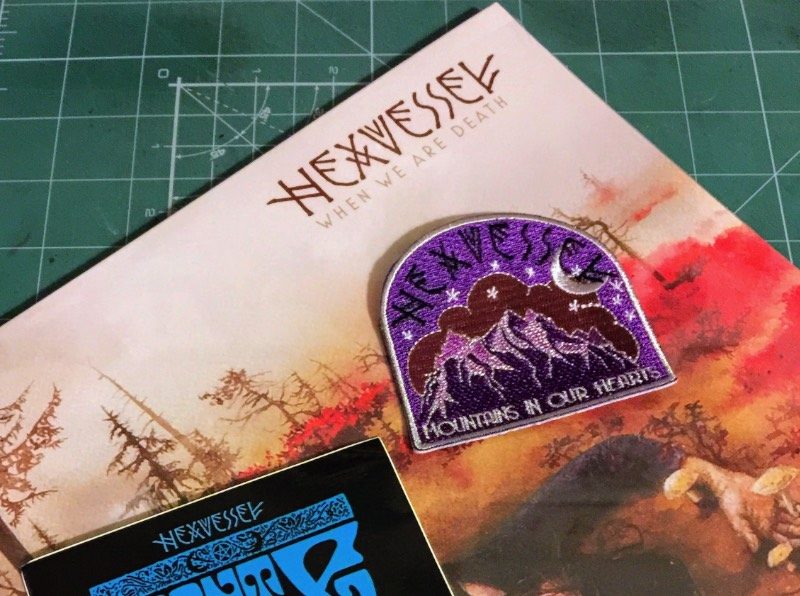 HEXVESSEL
WHEN WE ARE DEATH
HEXVESSEL
MOUNTAINS IN OUR HEARTS
HEXVESSEL